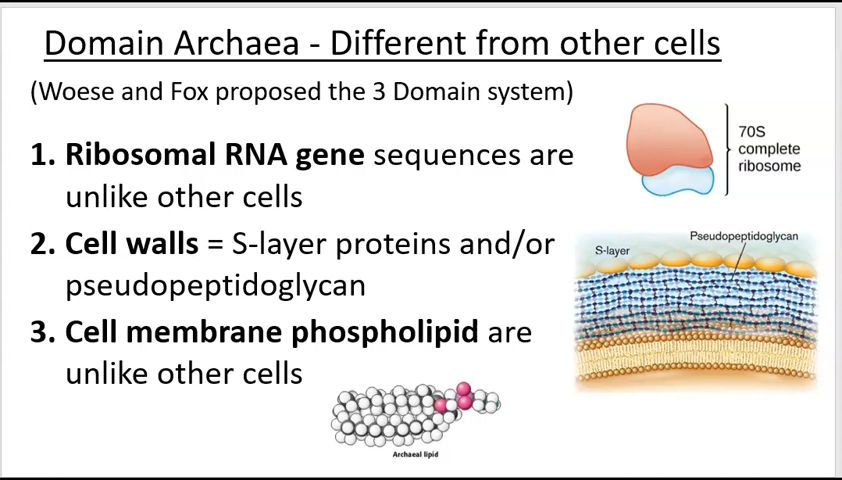 Domain Archaea - Different from other cells
(Woese and Fox proposed the 3 Domain system)
1. Ribosomal RNA gene sequences are
unlike other cells
2. Cell walls = S-layer proteins and/or
pseudopeptidoglycan
3. Cell membrane phospholipid are
unlike other cells
70S
complete
ribosome
Pseudopeptidoglycan
S-layer
Archaeal lipid